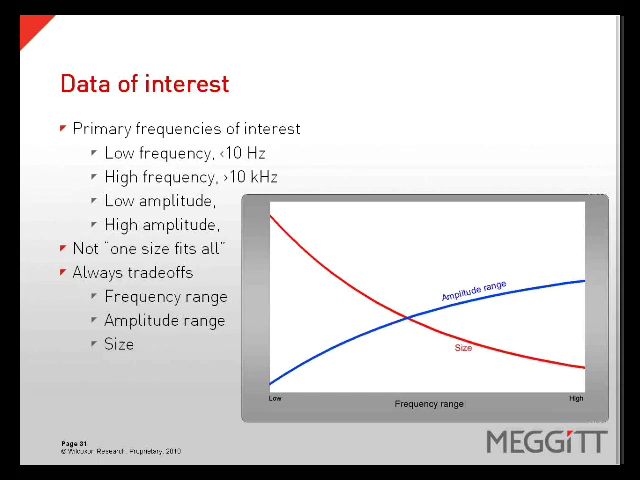 Data of interest
Primary frequencies of interest
Low frequency, <10 Hz
High frequency, >10 kHz
Low amplitude,
High amplitude,
Not "one size fits all"
Always tradeoffs
Frequency range
Amplitude range
Size
Amplitude range
Size
Low
High
Frequency range
Page 31
© Wilcoxon Research, Proprietary, 2010
MEGGITT